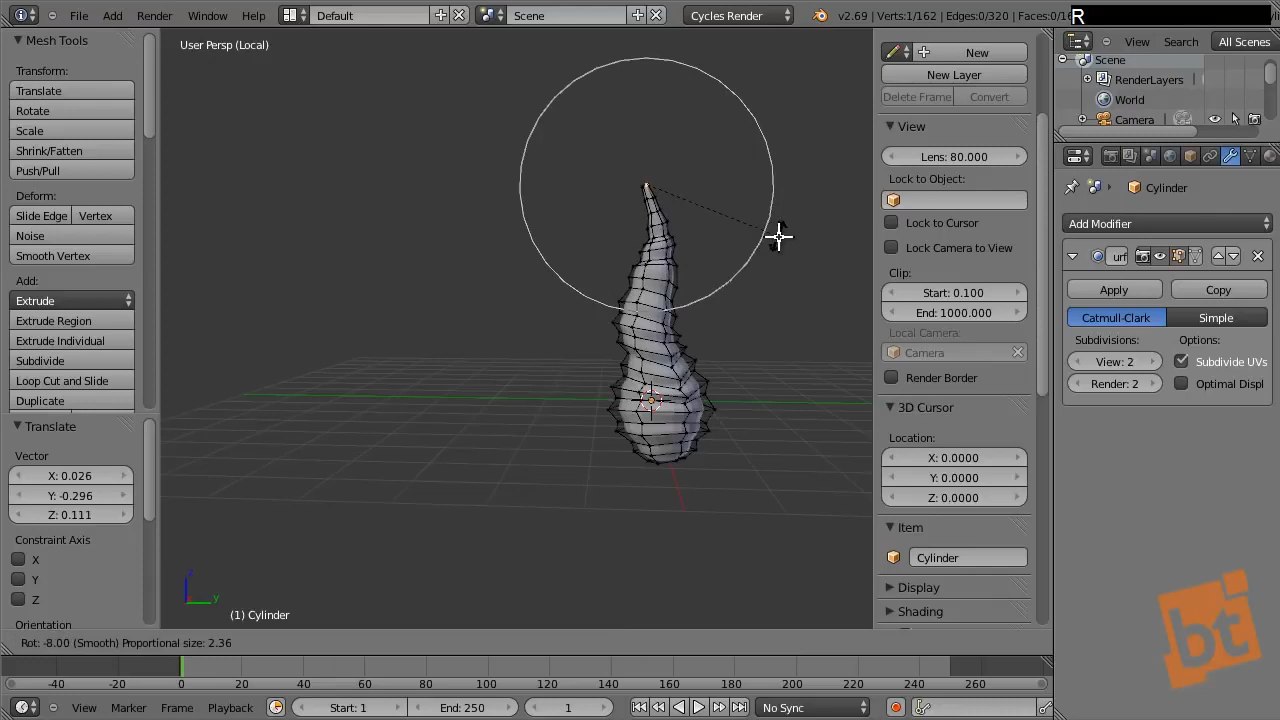 File Add Render Window Help Default Scene Cycles Render v2.69 | Verts:1/162 | Edges:0/320 | Faces:0/1
R
User Persp (Local)
Mesh Tools
Transform:
Translate
Rotate
Scale
Shrink/Fatten
Push/Pull
Deform:
Slide Edge Vertex
Noise
Smooth Vertex
Add:
Extrude
Extrude Region
Extrude Individual
Subdivide
Loop Cut and Slide
Duplicate
Translate
Vector
X: 0.026
Y: -0.296
Z: 0.111
Constraint Axis
X
Y
Z
Orientation
z
y
(1) Cylinder
Rot: -8.00 (Smooth) Proportional size: 2.36
New
New Layer
Delete Frame Convert
View
Lens: 80.000
Lock to Object:
Lock to Cursor
Lock Camera to View
Clip:
Start: 0.100
End: 1000.000
Local Camera:
Camera
Render Border
3D Cursor
Location:
X: 0.0000
Y: 0.0000
Z: 0.0000
Item
Cylinder
Display
Shading
View Search All Scenes
Scene
RenderLayers
World
Camera
Cylinder
Add Modifier
urf
Apply Copy
Catmull-Clark Simple
Subdivisions: Options:
View: 2 Subdivide UVs
Render: 2 Optimal Displ
bt
-40 -20 0 20 40 60 80 100 120 140 160 180 200 220 240 260
View Marker Frame Playback Start: 1 End: 250 1 No Sync